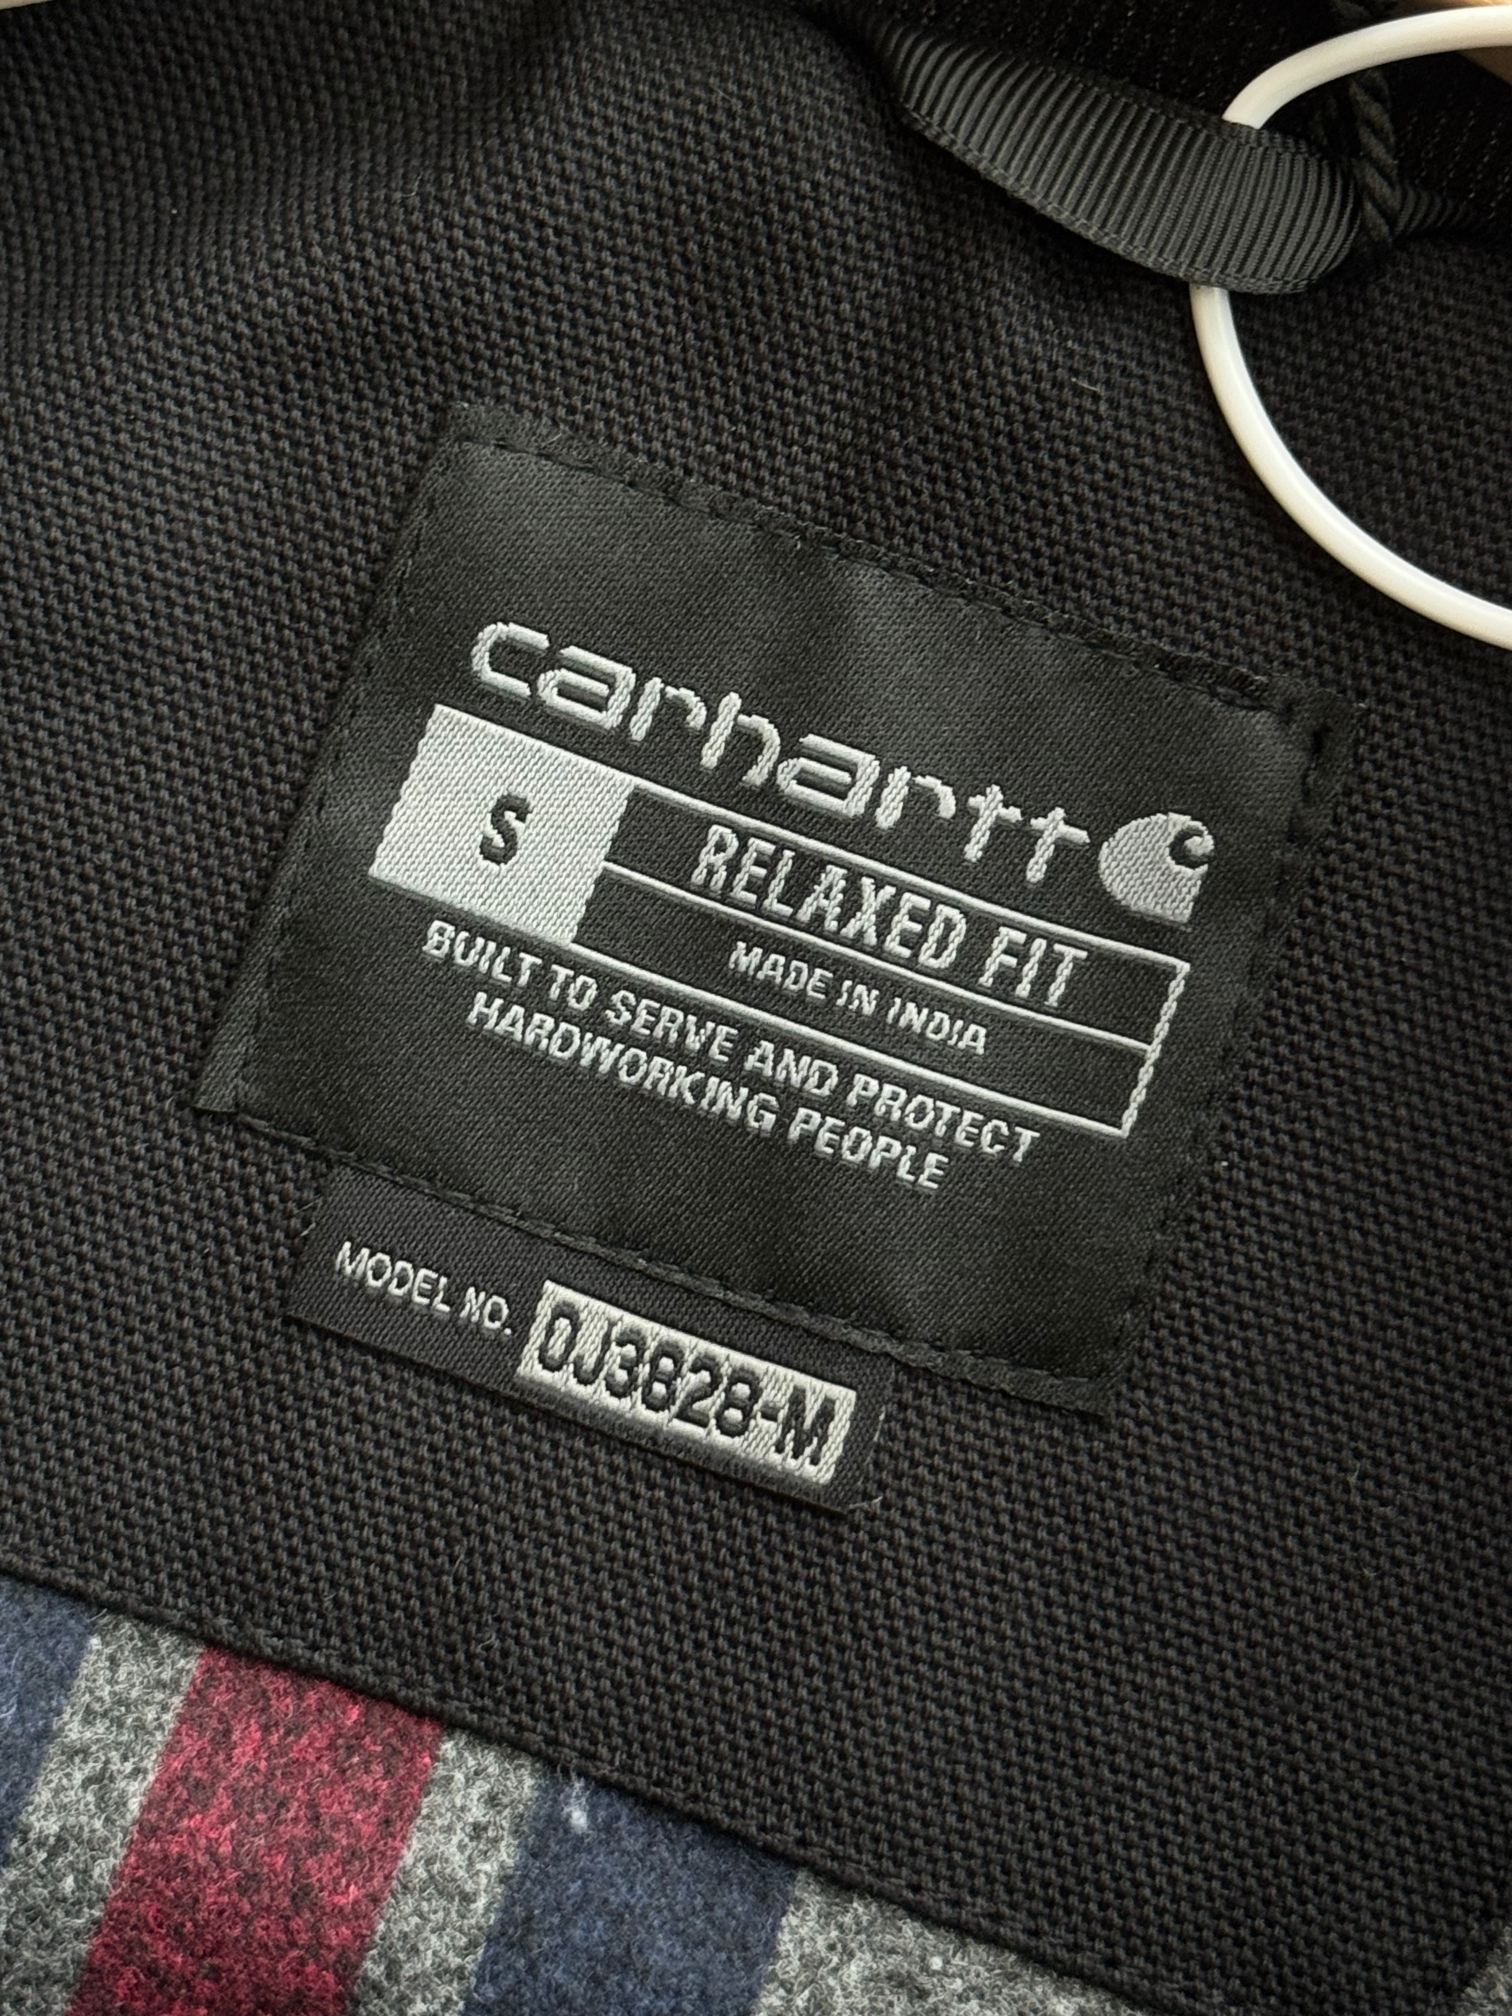 carhartt
S
RELAXED FIT
MADE IN INDIA
BUILT TO SERVE AND PROTECT
HARDWORKING PEOPLE
MODEL NO. OJ3828-M